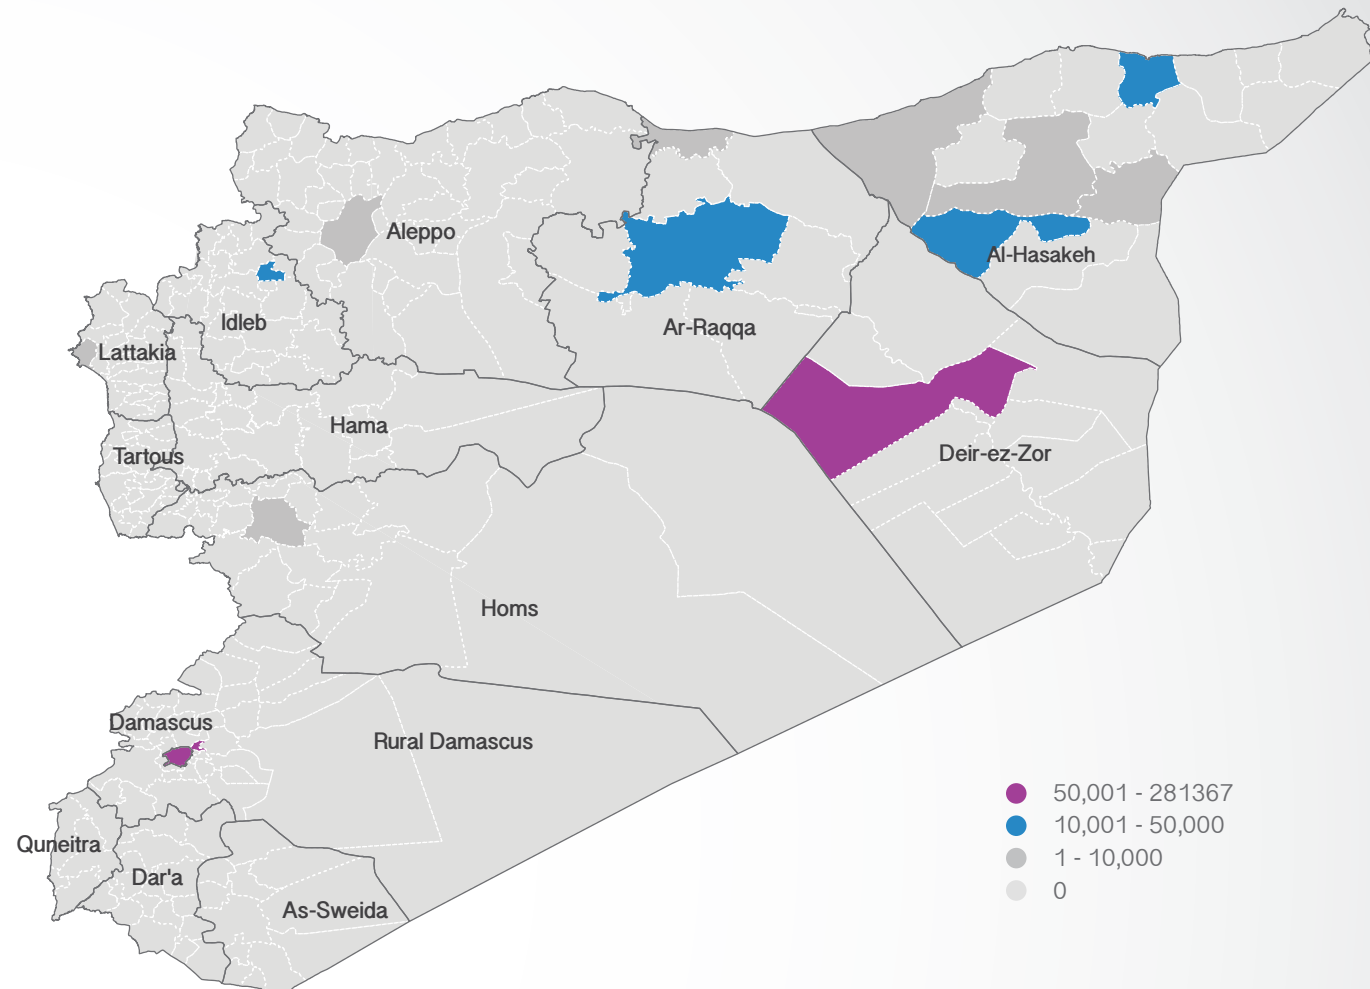 Aleppo
Al-Hasakeh
Idleb
Ar-Raqqa
Lattakia
Hama
Tartous
Deir-ez-Zor
Homs
Damascus
Rural Damascus
Quneitra
Dar'a
As-Sweida
50,001 - 281367
10,001 - 50,000
1 - 10,000
0